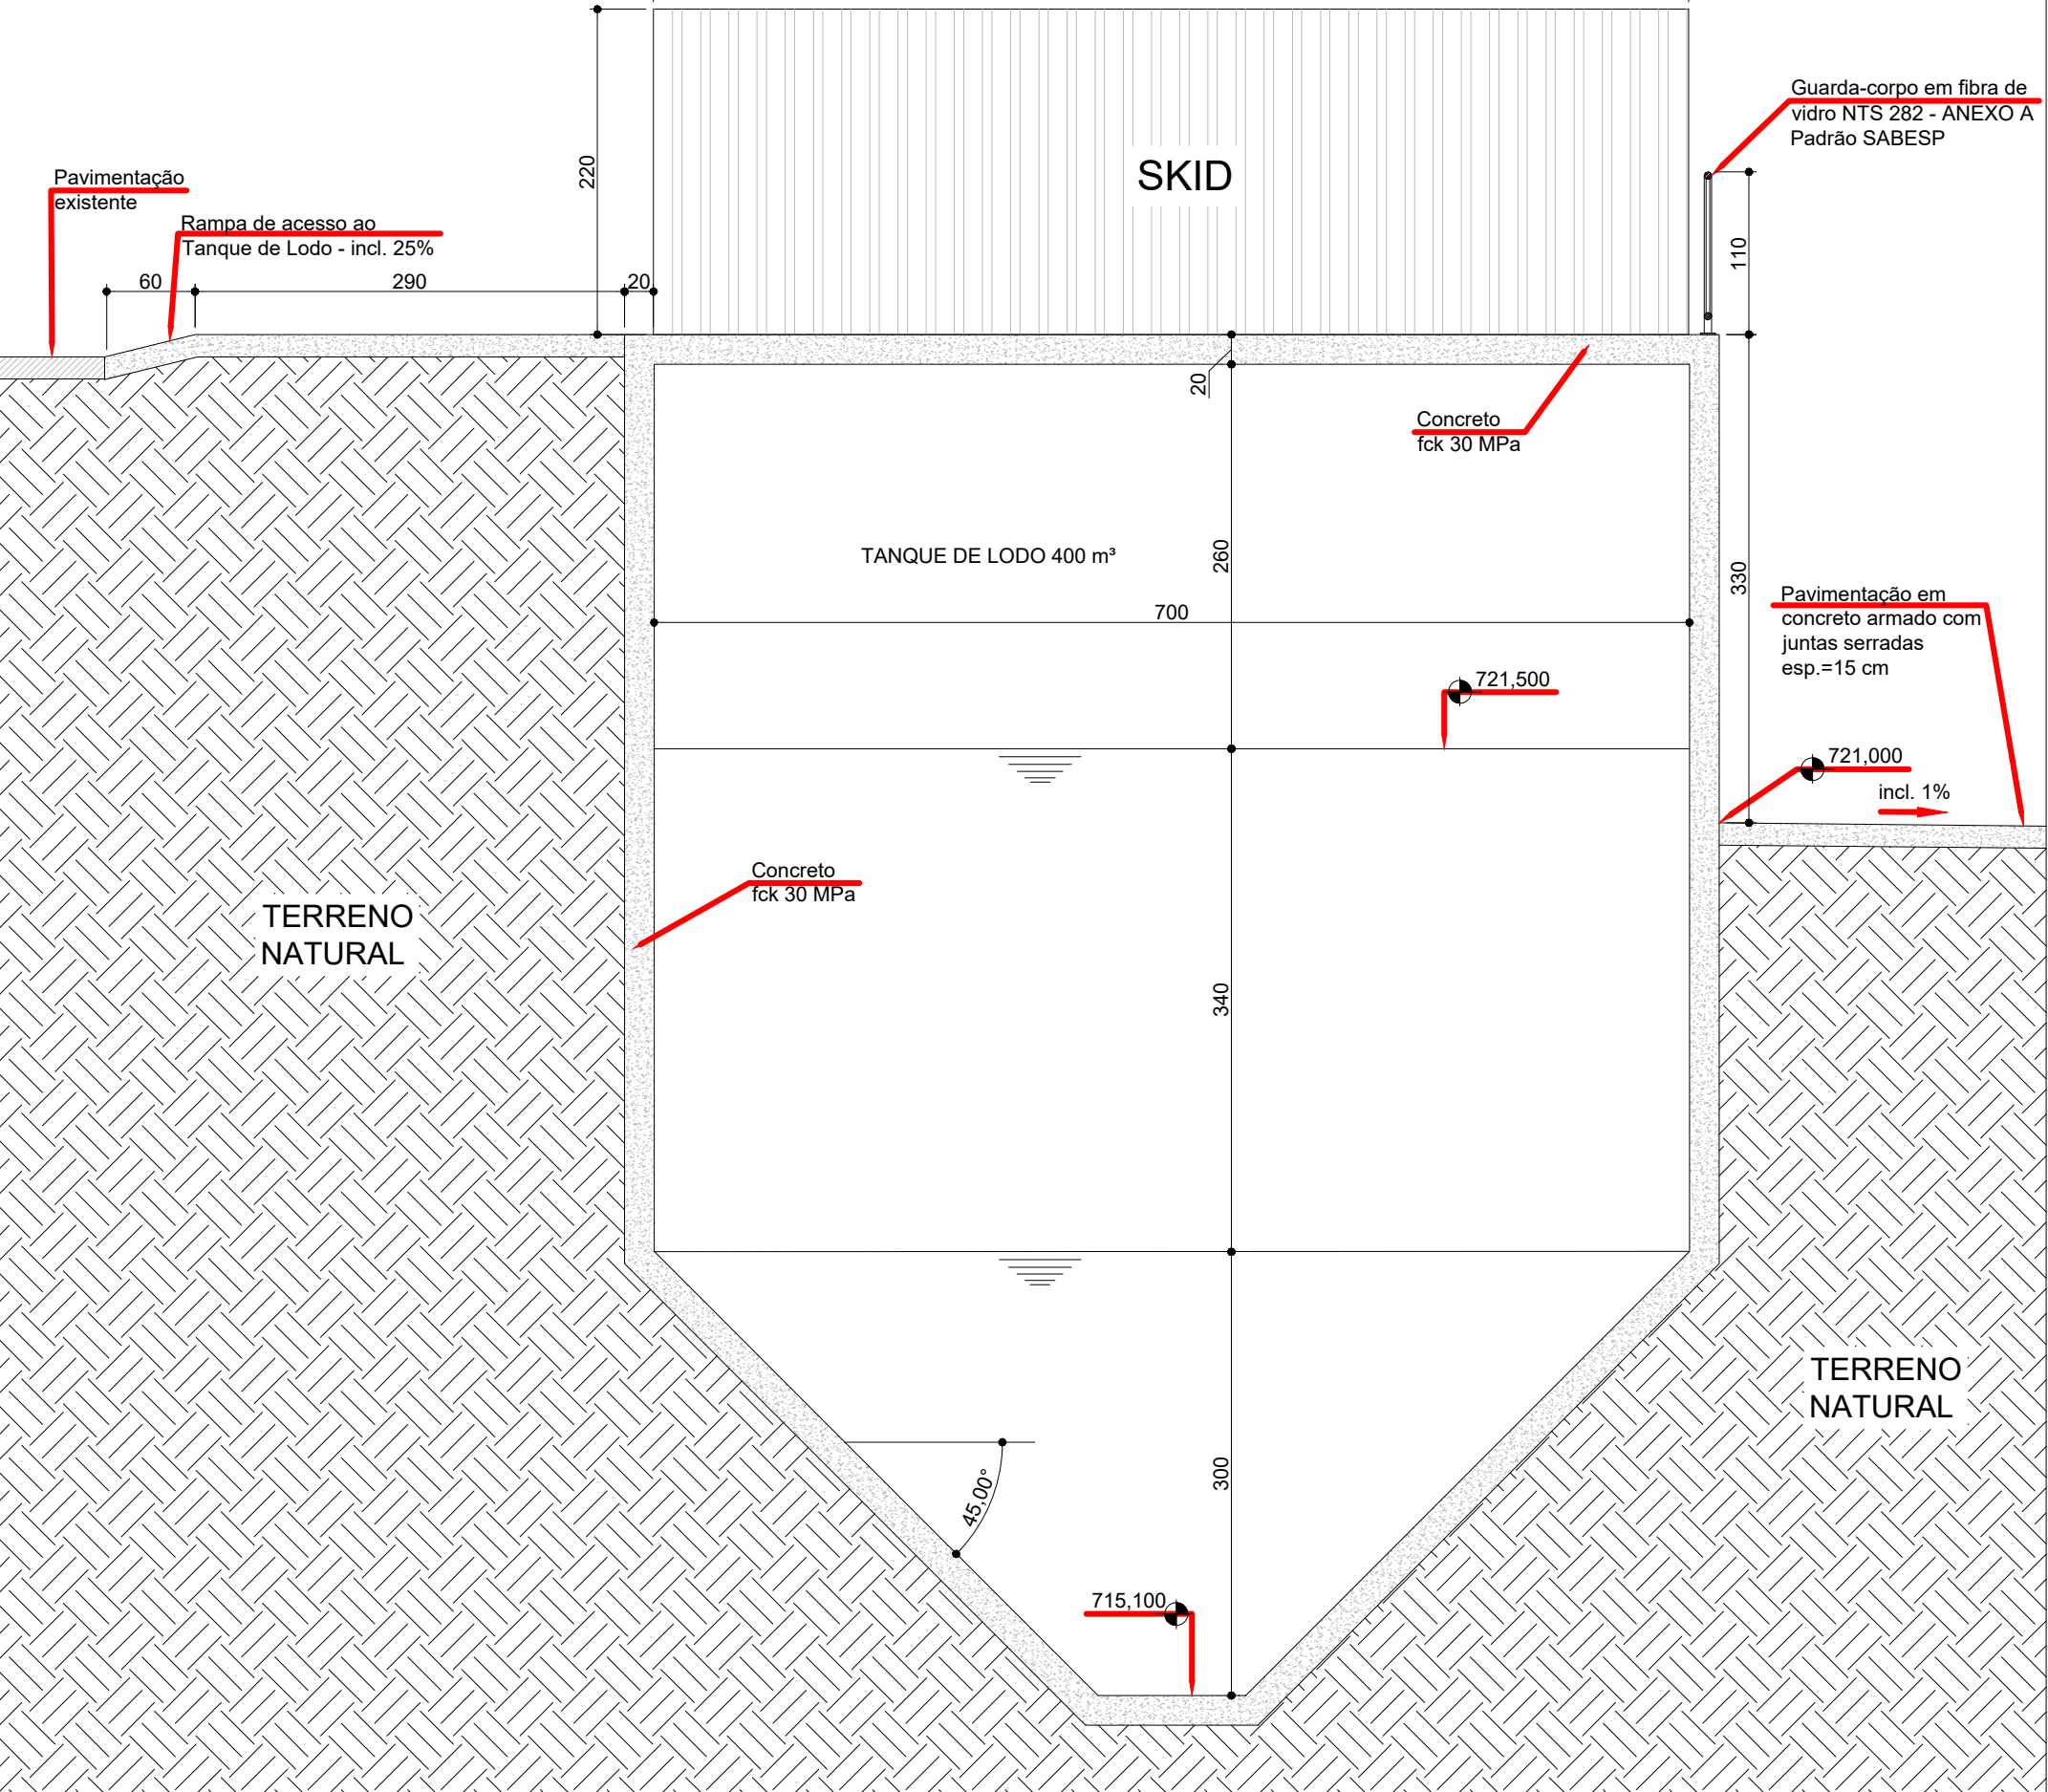 220
SKID
Guarda-corpo em fibra de
vidro NTS 282 - ANEXO A
Padrão SABESP
Pavimentação
existente
Rampa de acesso ao
Tanque de Lodo - incl. 25%
60
290
20
110
20
Concreto
fck 30 MPa
TANQUE DE LODO 400 m³
260
700
330
Pavimentação em
concreto armado com
juntas serradas
esp.=15 cm
721,500
721,000
incl. 1%
Concreto
fck 30 MPa
TERRENO
NATURAL
340
TERRENO
NATURAL
300
45,00°
715,100